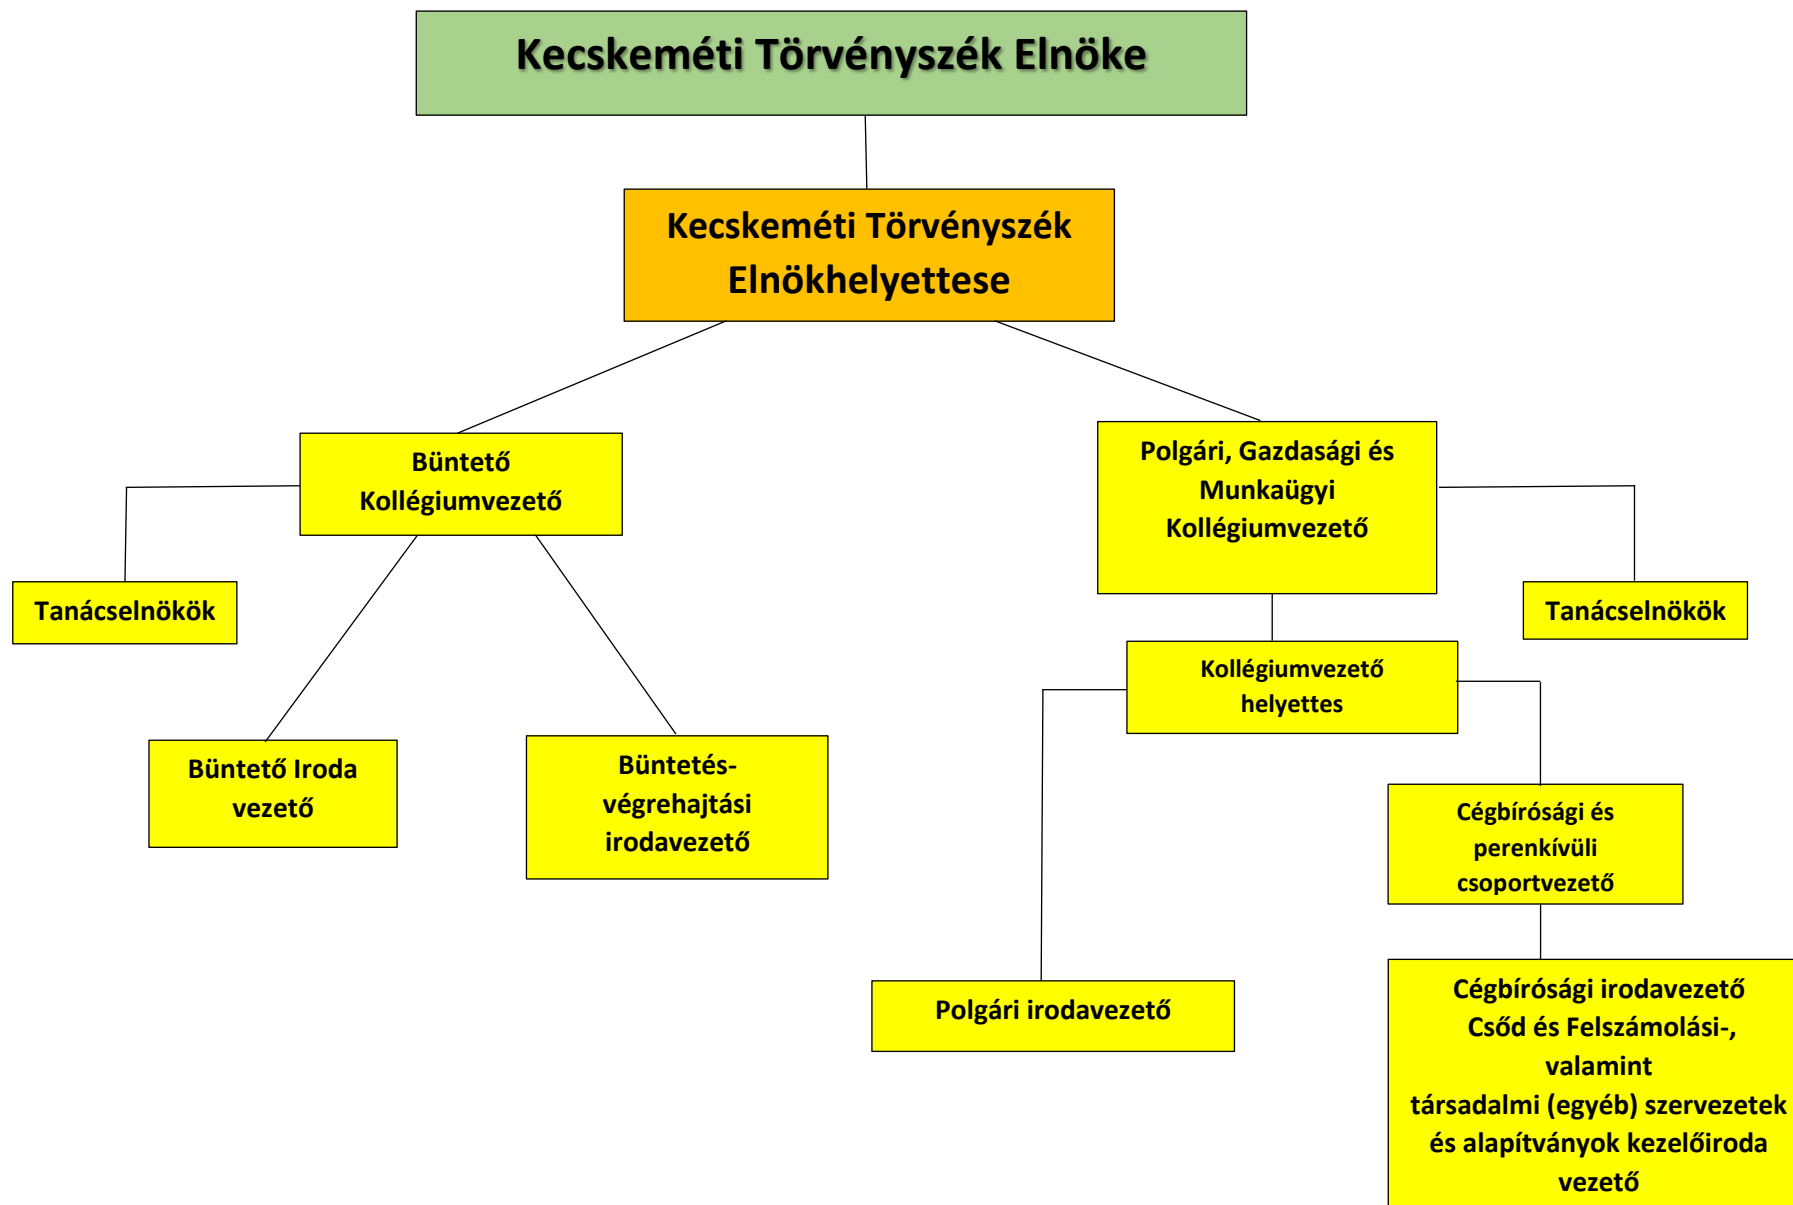 Kecskeméti Törvényszék Elnöke
Kecskeméti Törvényszék
Elnökhelyettese
Büntető
Kollégiumvezető
Polgári, Gazdasági és
Munkaügyi
Kollégiumvezető
Tanácselnökök
Tanácselnökök
Kollégiumvezető
helyettes
Büntető Iroda
vezető
Büntetés-
végrehajtási
irodavezető
Cégbírósági és
perenkívüli
csoportvezető
Polgári irodavezető
Cégbírósági irodavezető
Csőd és Felszámolási-,
valamint
társadalmi (egyéb) szervezetek
és alapítványok kezelőiroda
vezető